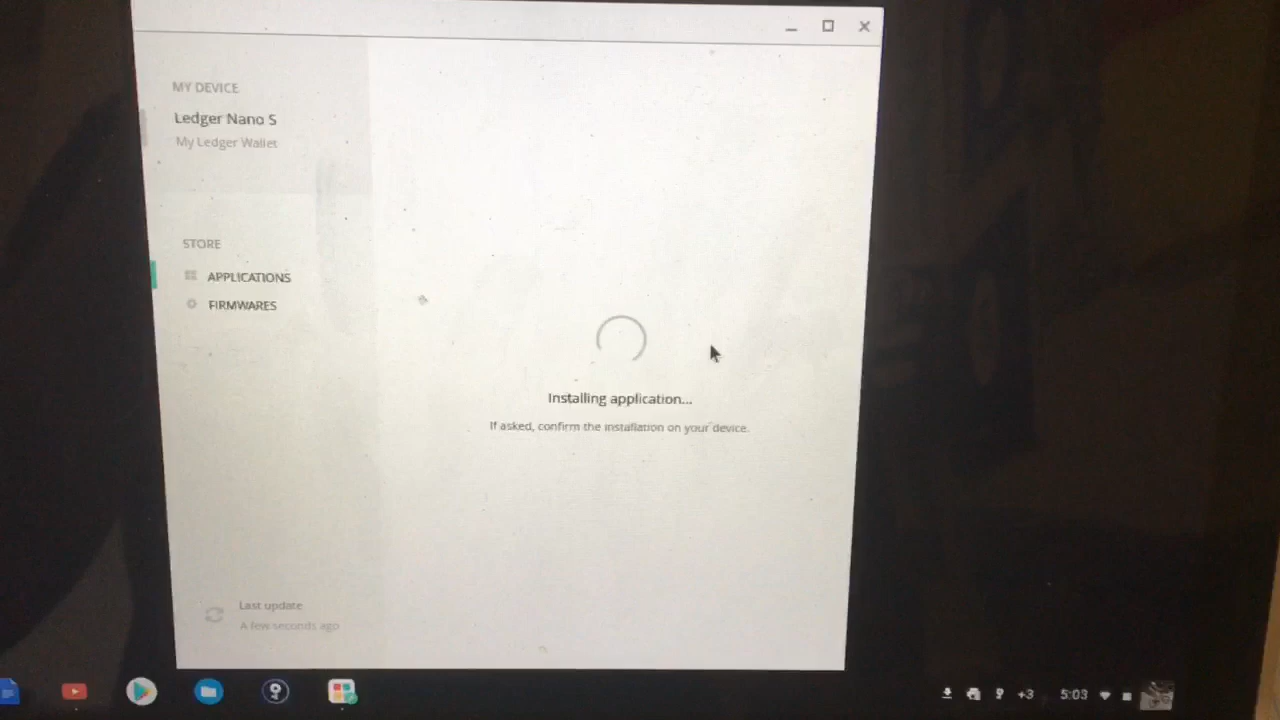 MY DEVICE
Ledger Nano S
My Ledger Wallet
STORE
APPLICATIONS
FIRMWARES
Installing application...
If asked, confirm the installation on your device.
Last update
A few seconds ago
+3
5:03